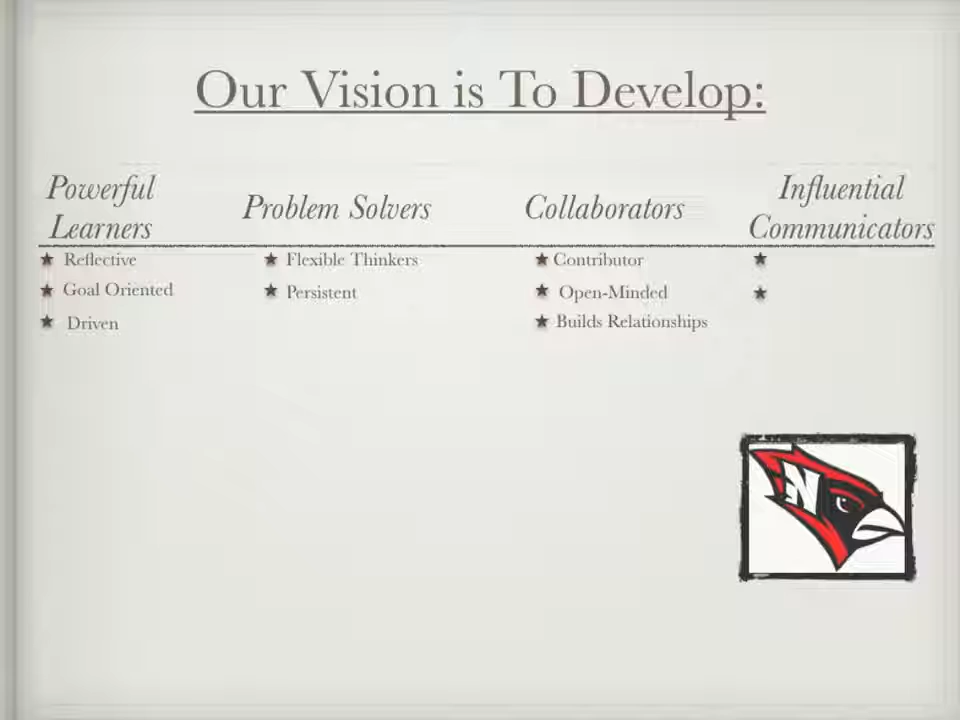 Our Vision is To Develop:
Powerful
Learners
Reflective
Goal Oriented
Driven
Problem Solvers
Flexible Thinkers
Persistent
Collaborators
Contributor
Open-Minded
Builds Relationships
Influential
Communicators
N